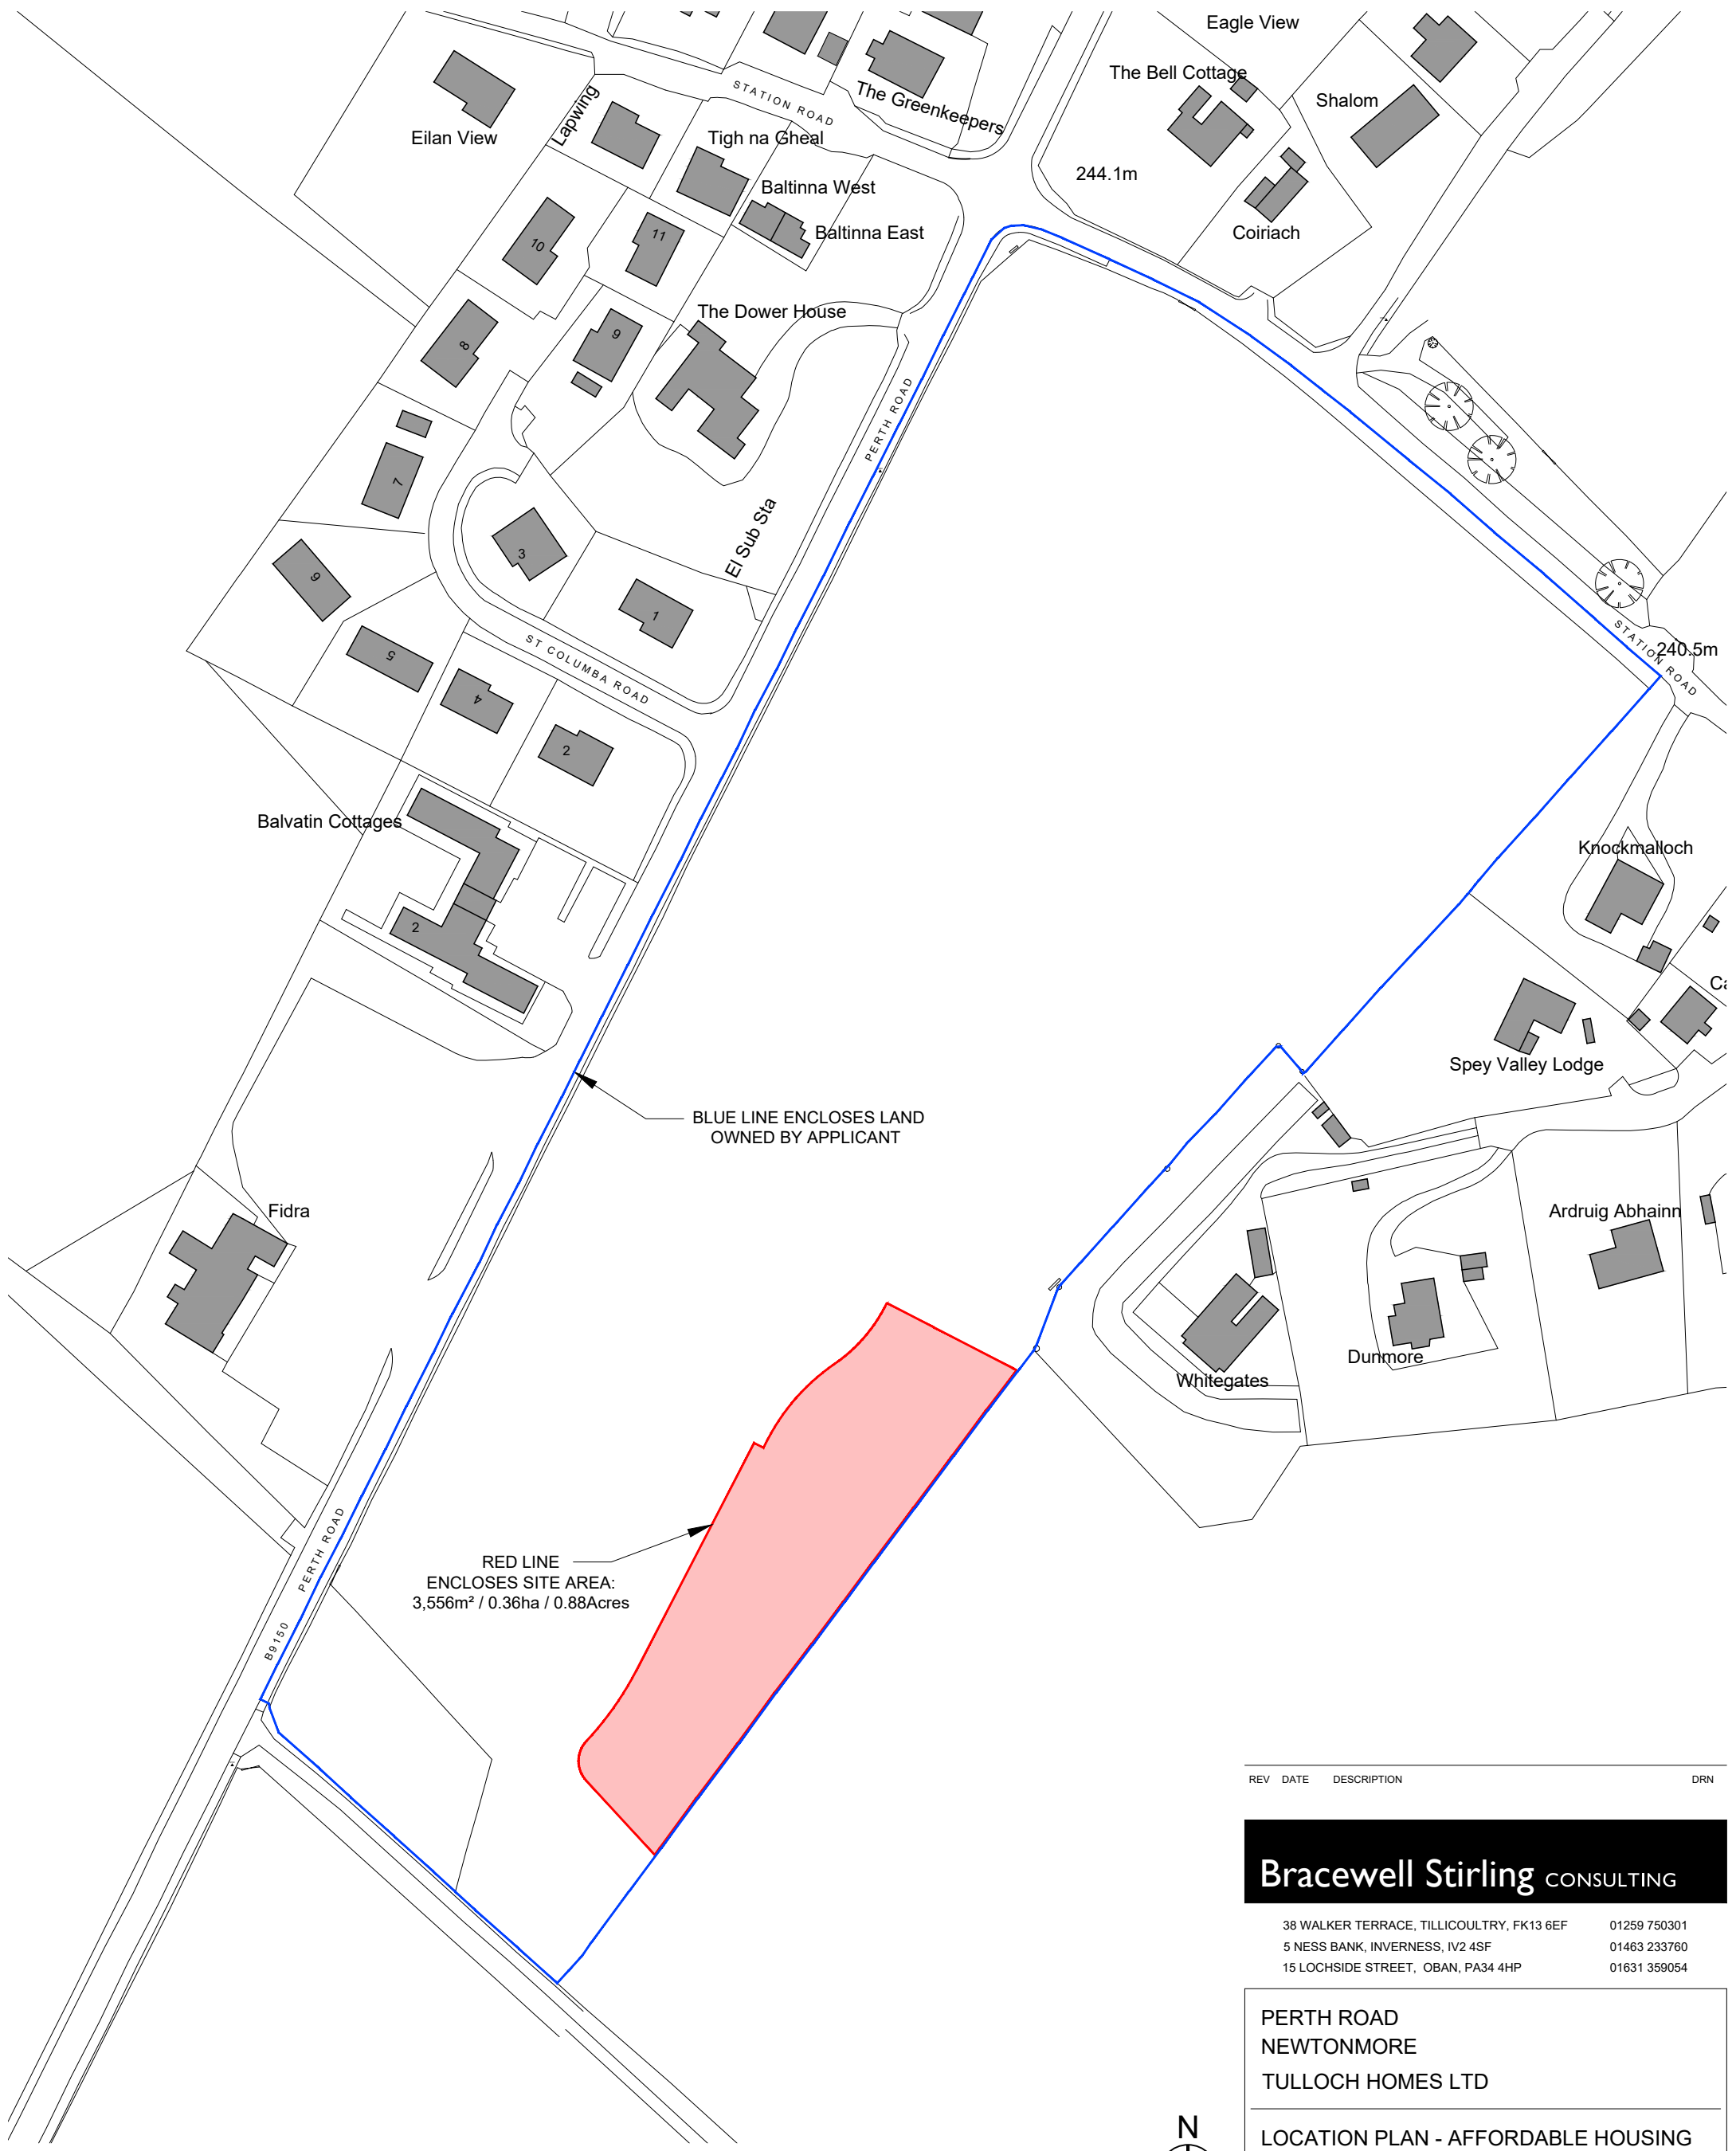 Eagle View
The Bell Cottage
Shalom
STATION ROAD
The Greenkeepers
Lapwing
Eilan View
Tigh na Gheal
244.1m
Baltinna West
Baltinna East
Coiriach
10
11
The Dower House
8
9
PERTH ROAD
7
El Sub Sta
3
6
1
ST COLUMBA ROAD
STATION ROAD
240.5m
5
4
2
Balvatin Cottages
Knockmalloch
2
Spey Valley Lodge
BLUE LINE ENCLOSES LAND
OWNED BY APPLICANT
Fidra
Ardruig Abhainn
Dunmore
Whitegates
RED LINE
ENCLOSES SITE AREA:
3,556m² / 0.36ha / 0.88Acres
PERTH ROAD
B9150
REV DATE DESCRIPTION DRN
Bracewell Stirling CONSULTING
38 WALKER TERRACE, TILLICOULTRY, FK13 6EF 01259 750301
5 NESS BANK, INVERNESS, IV2 4SF 01463 233760
15 LOCHSIDE STREET, OBAN, PA34 4HP 01631 359054
PERTH ROAD
NEWTONMORE
TULLOCH HOMES LTD
N
LOCATION PLAN - AFFORDABLE HOUSING